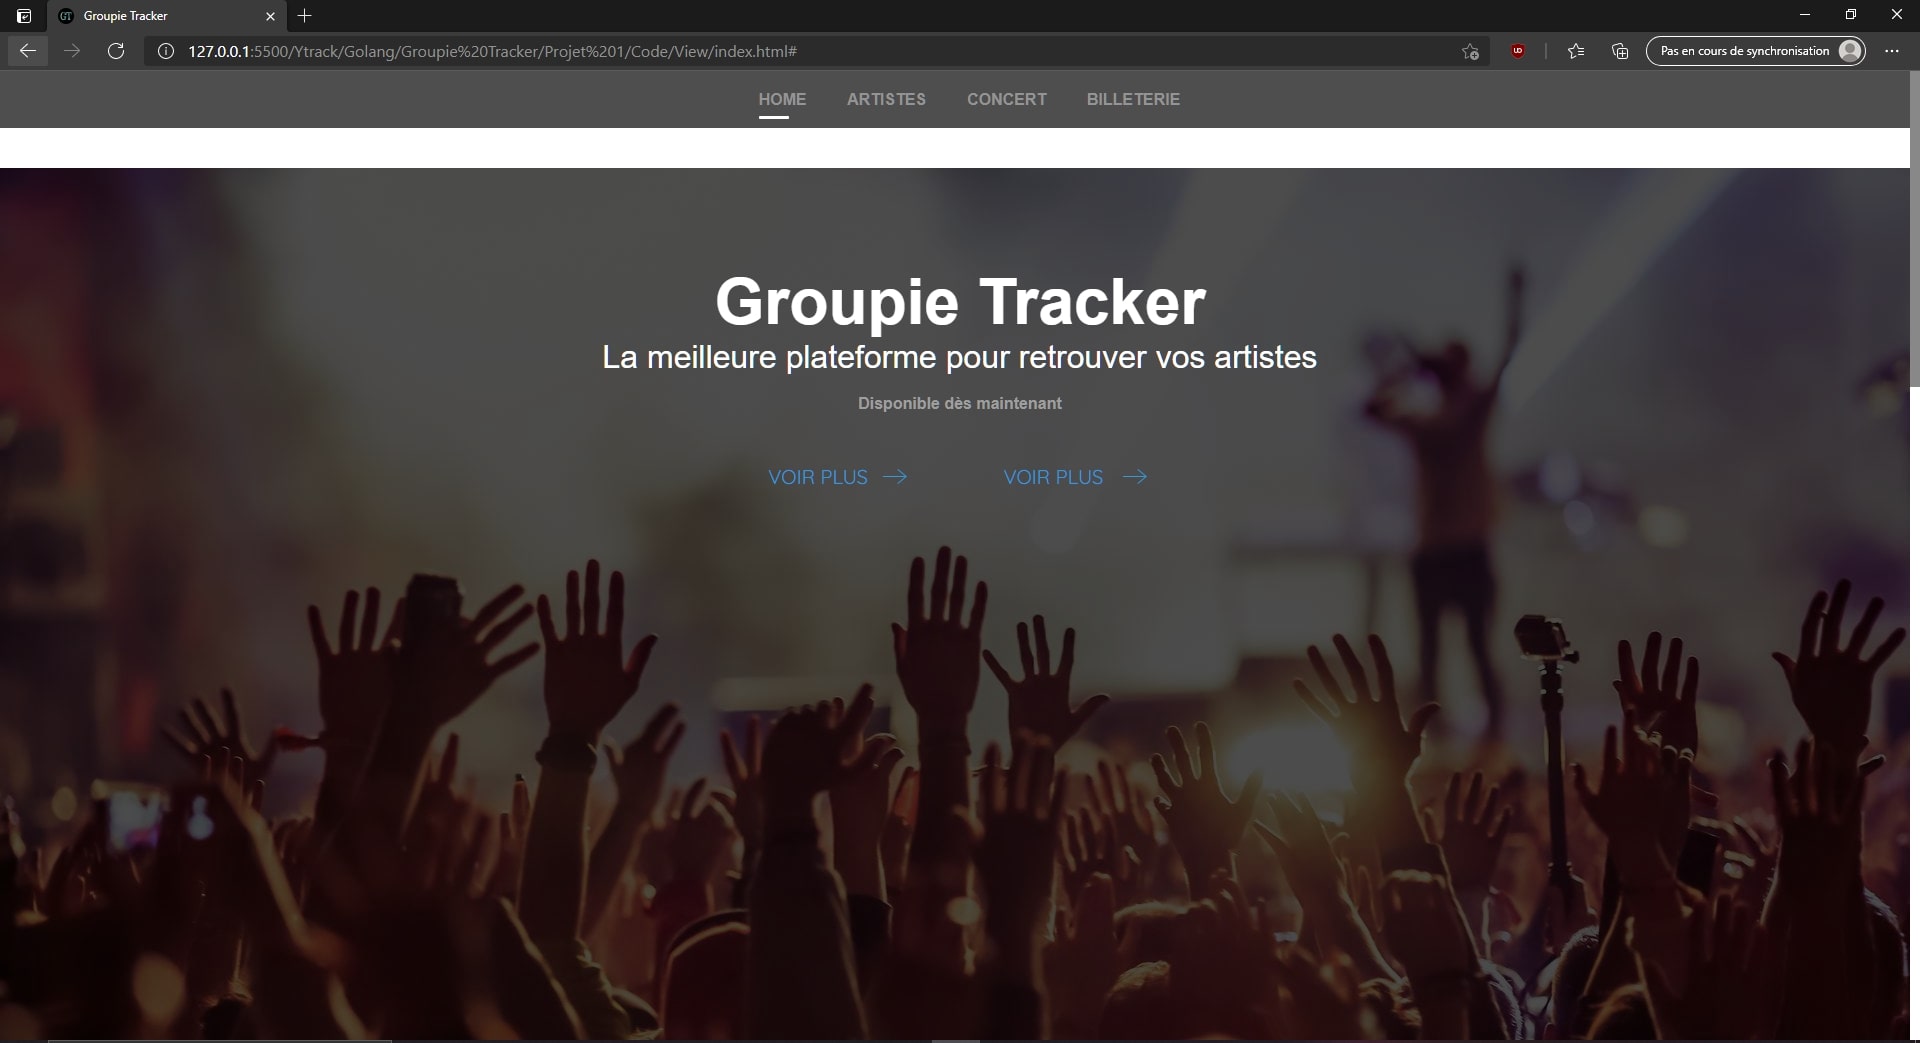 GT Groupie Tracker
127.0.0.1:5500/Ytrack/Golang/Groupie%20Tracker/Projet%201/Code/View/index.html#
UD
Pas en cours de synchronisation
HOME ARTISTES CONCERT BILLETERIE
Groupie Tracker
La meilleure plateforme pour retrouver vos artistes
Disponible dès maintenant
VOIR PLUS → VOIR PLUS →